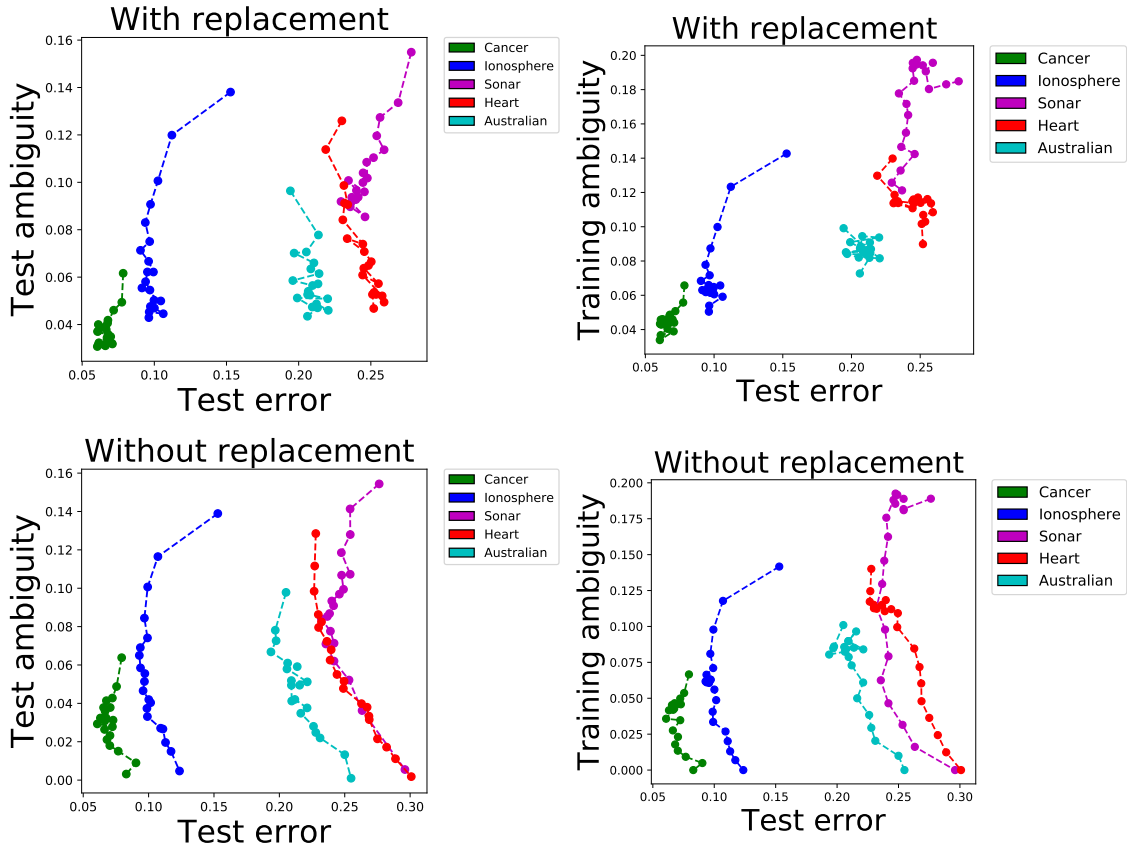 With replacement
Test ambiguity
0.16
0.14
0.12
0.10
0.08
0.06
0.04
0.05
0.10
0.15
0.20
0.25
Test error
Cancer
Ionosphere
Sonar
Heart
Australian
With replacement
Training ambiguity
0.20
0.18
0.16
0.14
0.12
0.10
0.08
0.06
0.04
0.05
0.10
0.15
0.20
0.25
Test error
Cancer
Ionosphere
Sonar
Heart
Australian
Without replacement
Test ambiguity
0.16
0.14
0.12
0.10
0.08
0.06
0.04
0.02
0.00
0.05
0.10
0.15
0.20
0.25
0.30
Test error
Cancer
Ionosphere
Sonar
Heart
Australian
Without replacement
Training ambiguity
0.200
0.175
0.150
0.125
0.100
0.075
0.050
0.025
0.000
0.05
0.10
0.15
0.20
0.25
0.30
Test error
Cancer
Ionosphere
Sonar
Heart
Australian